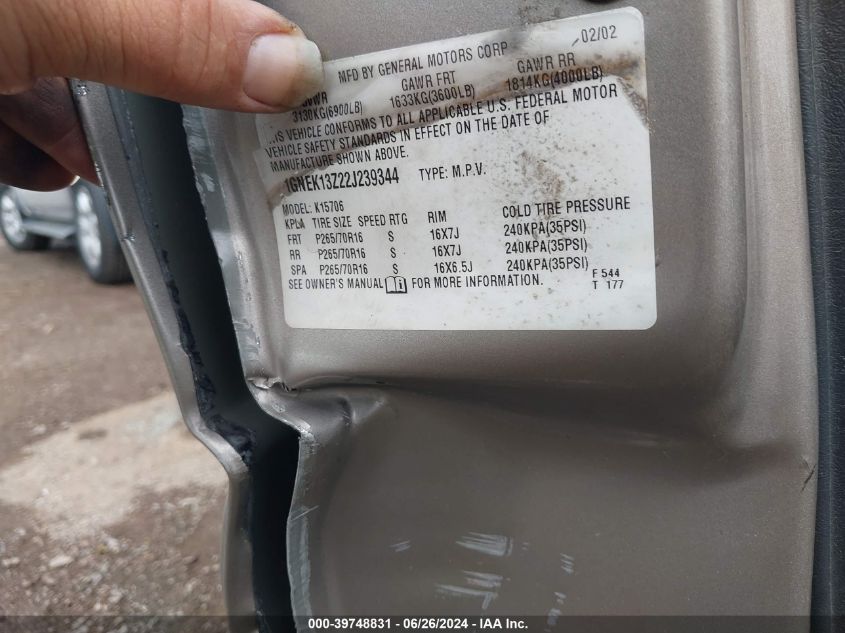 MFD BY GENERAL MOTORS CORP 02/02
GAWR FRT GAWR RR
3130KG(6900LB) 1633KG(3600LB) 1814KG(4000LB)
VEHICLE CONFORMS TO ALL APPLICABLE U.S. FEDERAL MOTOR
VEHICLE SAFETY STANDARDS IN EFFECT ON THE DATE OF
MANUFACTURE SHOWN ABOVE.
1GNEK13Z22J239344 TYPE: M.P.V.
MODEL: K15706
TIRE SIZE SPEED RTG RIM COLD TIRE PRESSURE
FRT P265/70R16 S 16X7J 240KPA(35PSI)
RR P265/70R16 S 16X7J 240KPA(35PSI)
SPA P265/70R16 S 16X6.5J 240KPA(35PSI)
SEE OWNER'S MANUAL FOR MORE INFORMATION.
F 544
T 177
000-39748831 - 06/26/2024 - IAA Inc.